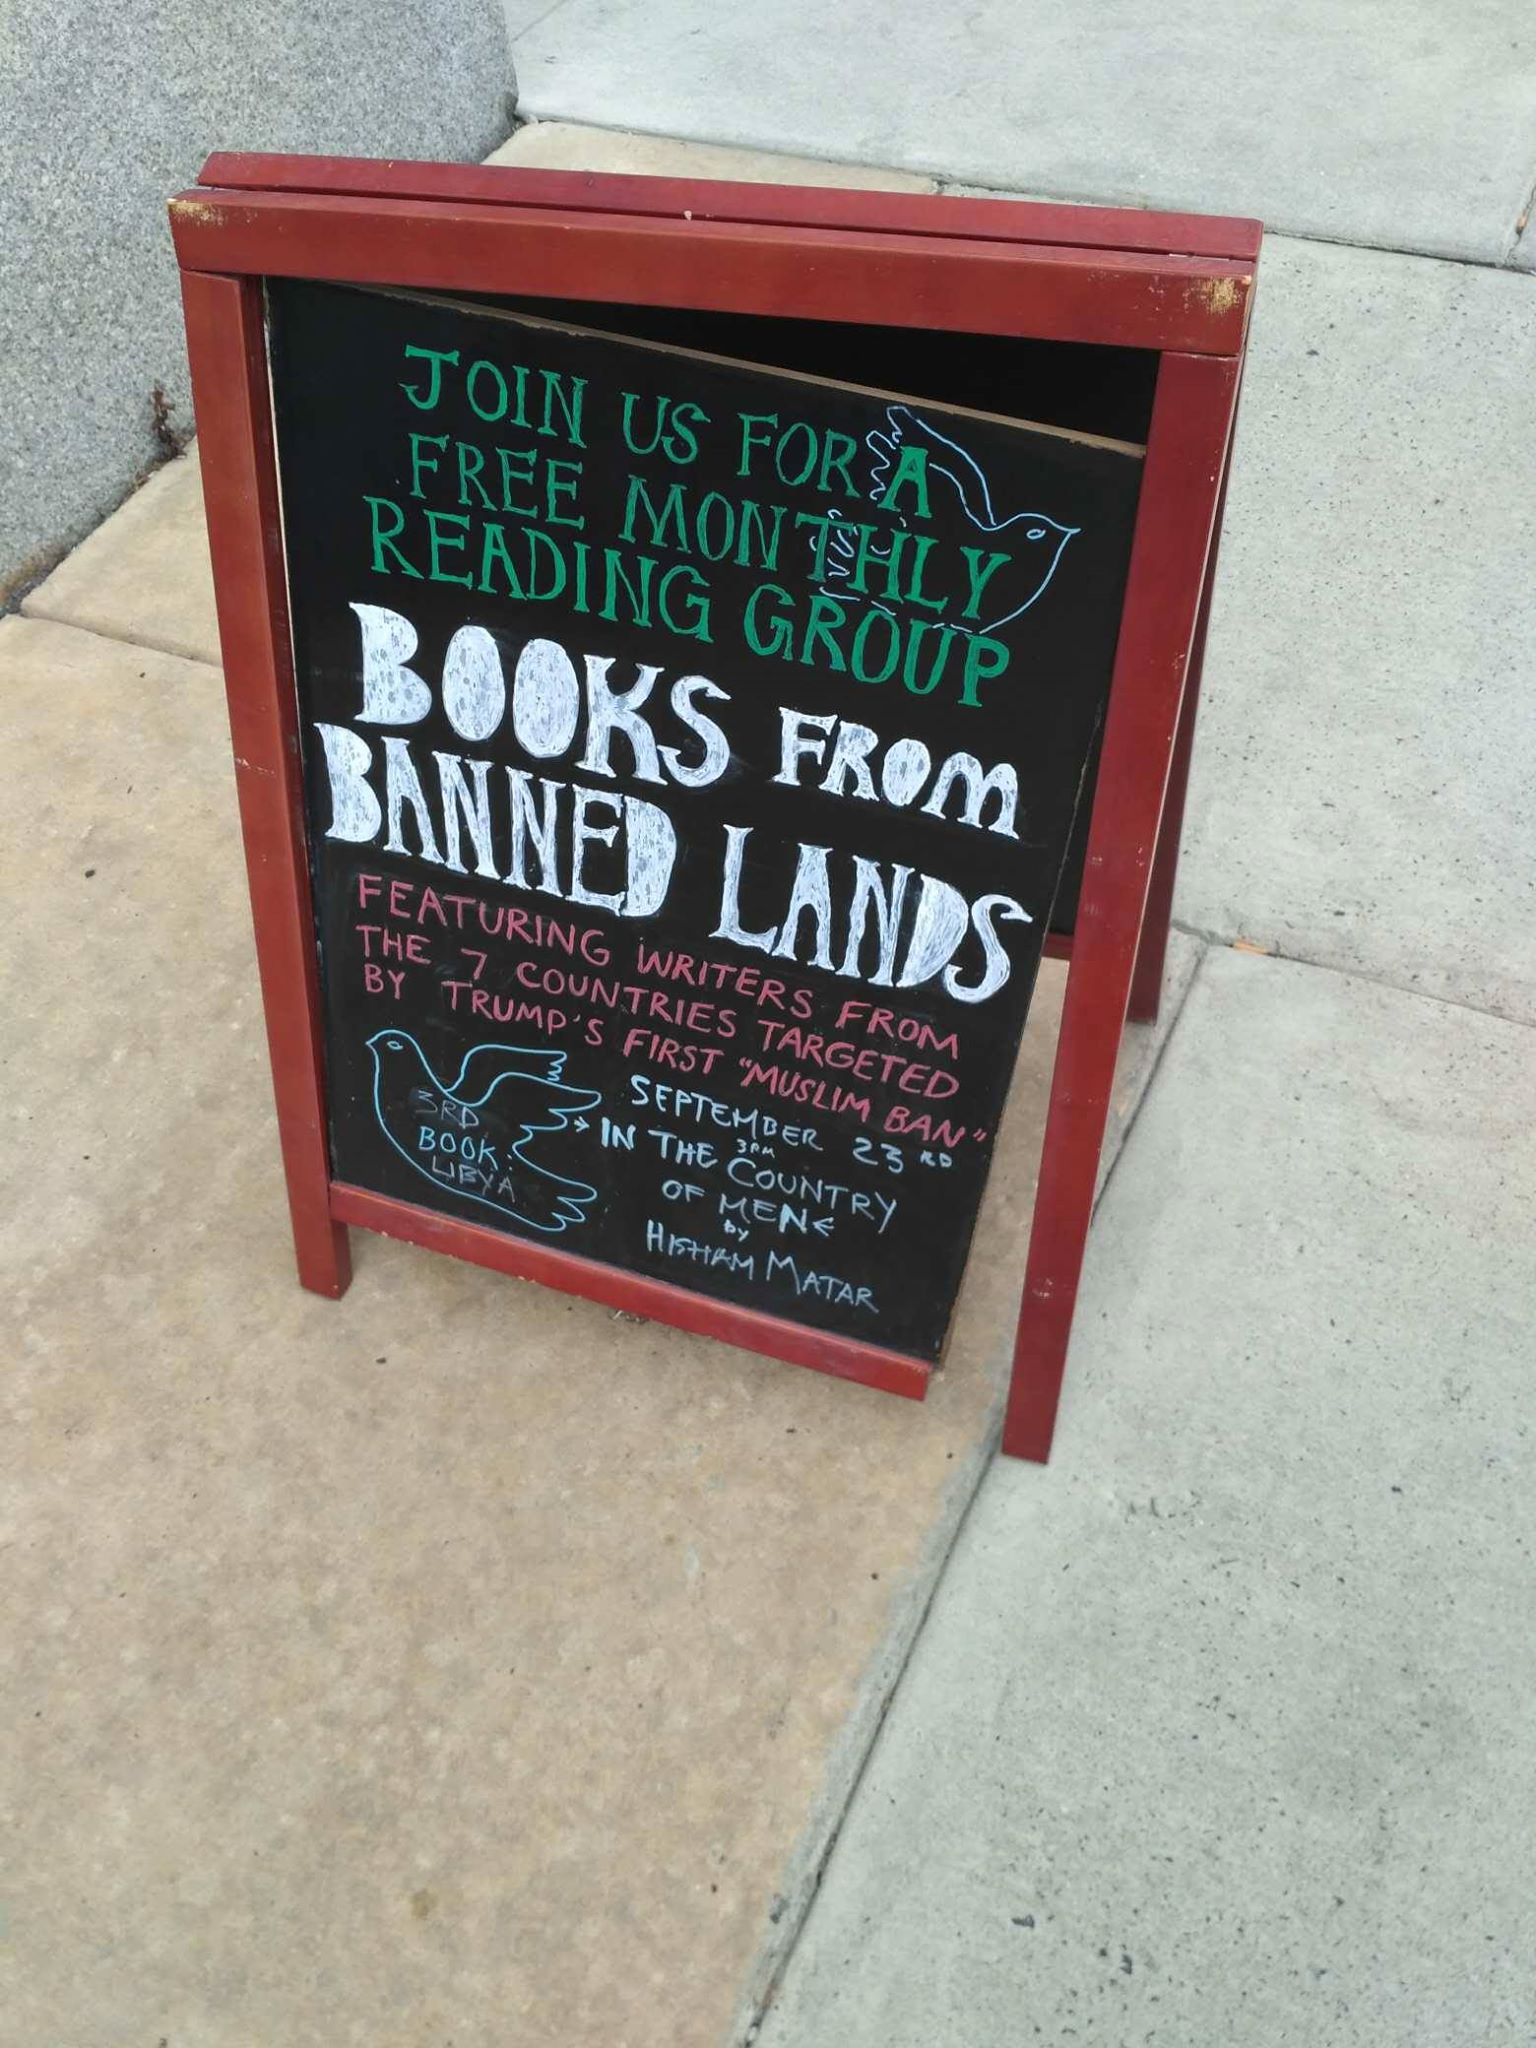 JOIN US FOR A
FREE MONTHLY
READING GROUP
BOOKS FROM
BANNED LANDS
FEATURING WRITERS FROM
THE 7 COUNTRIES TARGETED
BY TRUMP'S FIRST "MUSLIM BAN"
3RD
BOOK:
LIBYA
SEPTEMBER 23RD
3PM
→ IN THE COUNTRY
OF MEN
by
HISHAM MATAR